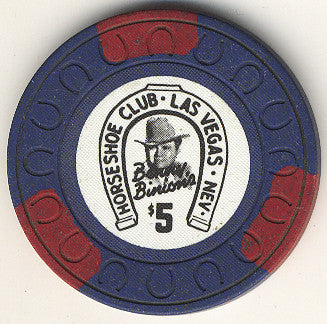 HORSESHOE CLUB · LAS VEGAS · NEV.
Benny
Binion's
$5